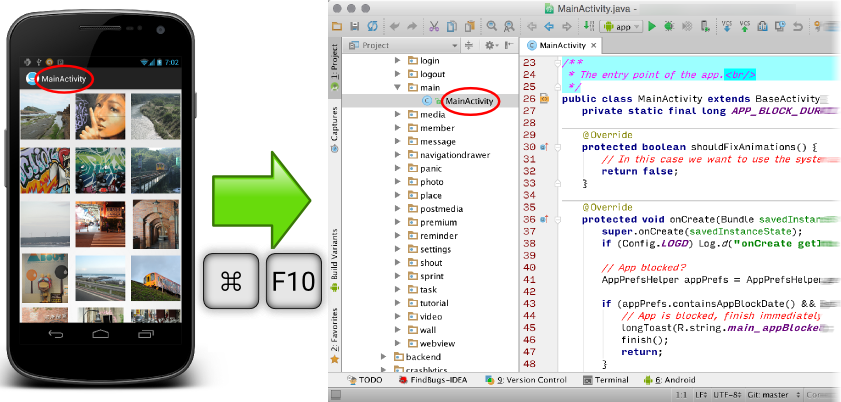 7:02
MainActivity
⌘
F10
MainActivity.java -
app
Project
MainActivity
1: Project
Captures
Build Variants
2: Favorites
login
logout
main
MainActivity
media
member
message
navigationdrawer
panic
photo
place
postmedia
premium
reminder
settings
shout
sprint
task
tutorial
video
wall
webview
backend
crashlytics
23 /**
24 * The entry point of the app.<br/>
25 */
26 public class MainActivity extends BaseActivity
27 private static final long APP_BLOCK_DUR
28
29 @Override
30 protected boolean shouldFixAnimations() {
31 // In this case we want to use the system
32 return false;
33 }
34
35 @Override
36 protected void onCreate(Bundle savedInstan
37 super.onCreate(savedInstanceState);
38 if (Config.LOGD) Log.d("onCreate getI
39
40 // App blocked?
41 AppPrefsHelper appPrefs = AppPrefsHelper
42
43 if (appPrefs.containsAppBlockDate() &&
44 // App is blocked, finish immediately
45 longToast(R.string.main_appBlocke
46 finish();
47 return;
48 }
TODO
FindBugs-IDEA
9: Version Control
Terminal
6: Android
1:1
LF
UTF-8
Git: master